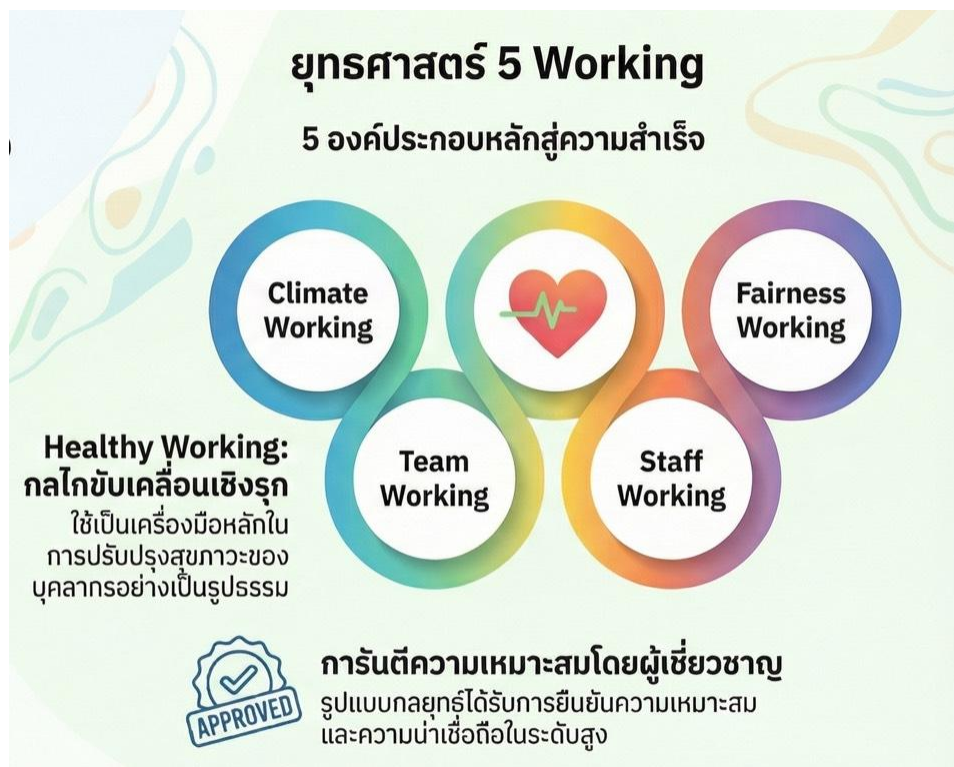 ยุทธศาสตร์ 5 Working
5 องค์ประกอบหลักสู่ความสำเร็จ
Climate
Working
Fairness
Working
Team
Working
Staff
Working
Healthy Working:
กลไกขับเคลื่อนเชิงรุก
ใช้เป็นเครื่องมือหลักใน
การปรับปรุงสุขภาวะของ
บุคลากรอย่างเป็นรูปธรรม
APPROVED
การันตีความเหมาะสมโดยผู้เชี่ยวชาญ
รูปแบบกลยุทธ์ได้รับการยืนยันความเหมาะสม
และความน่าเชื่อถือในระดับสูง